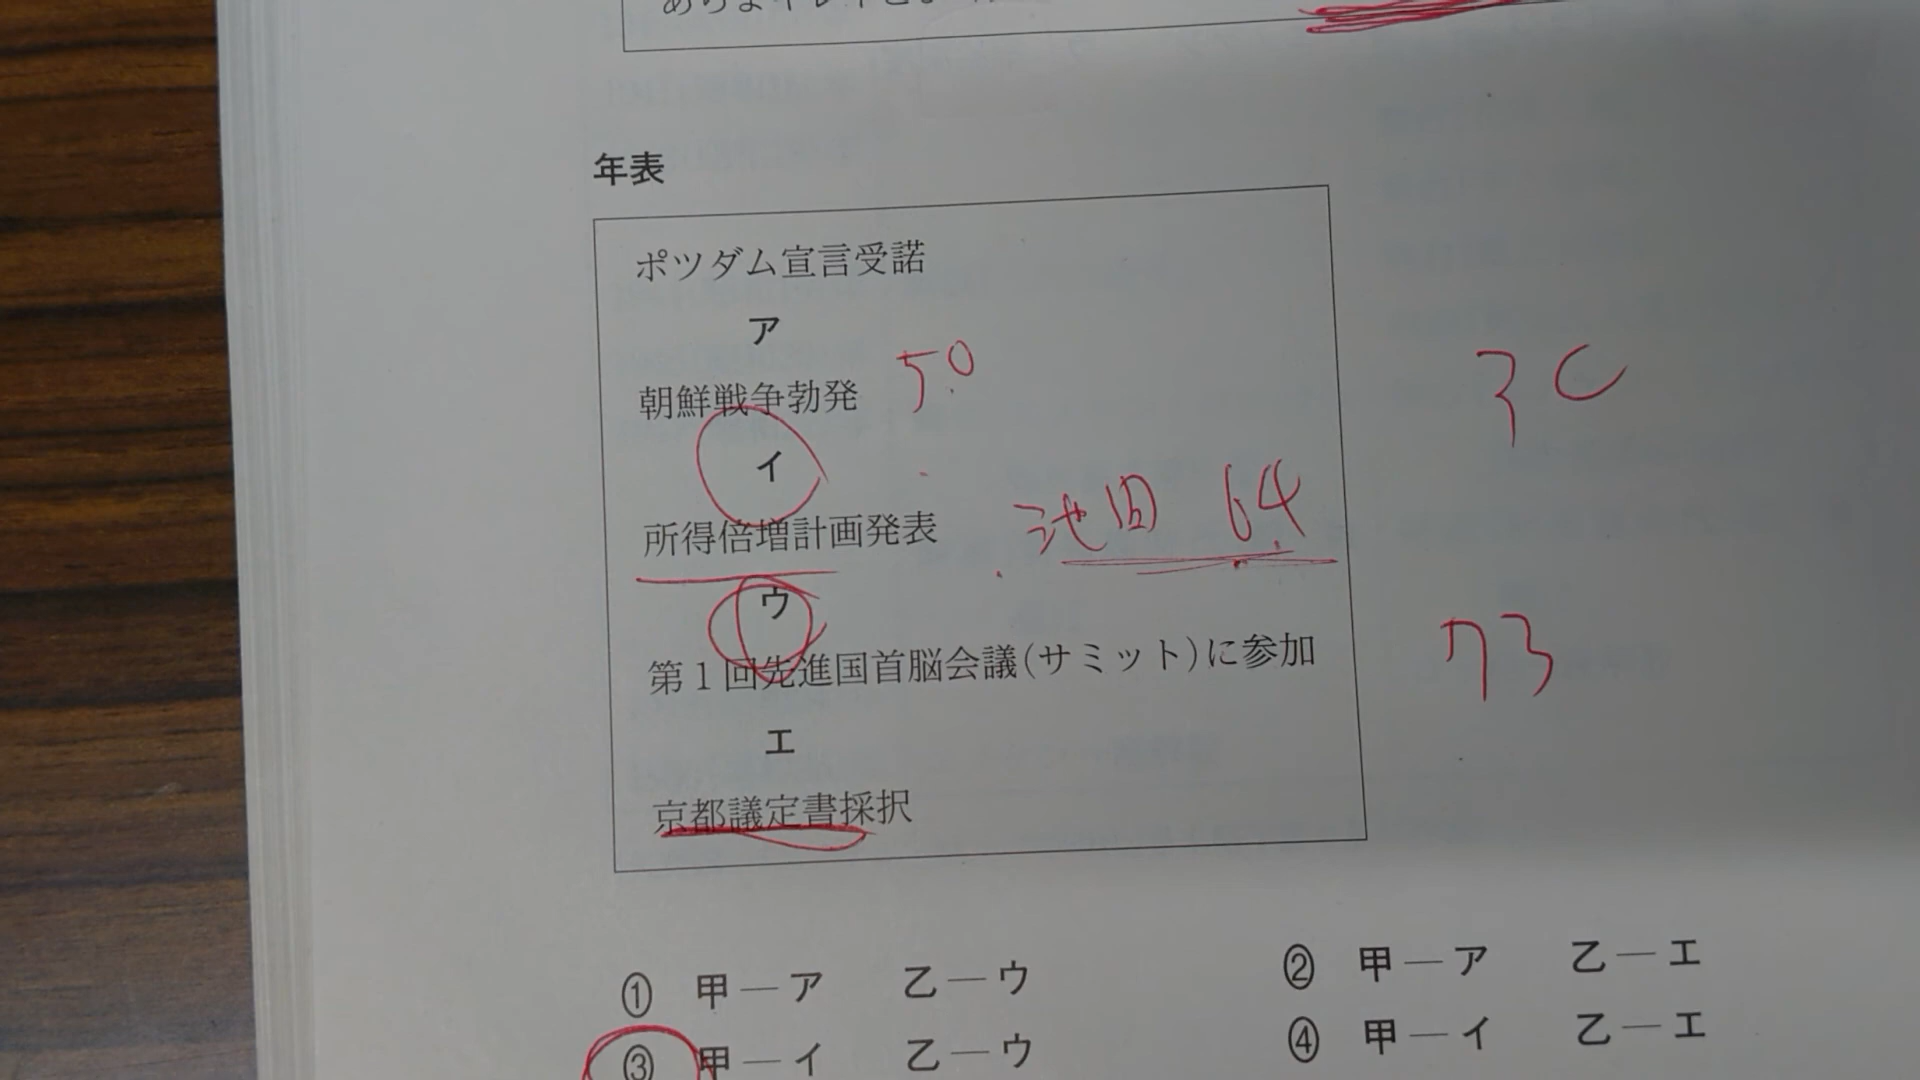 年表
ポツダム宣言受諾
ア
朝鮮戦争勃発 50
イ
所得倍増計画発表 池田 64
ウ
第1回先進国首脳会議(サミット)に参加 73
エ
京都議定書採択
① 甲―ア 乙―ウ
② 甲―ア 乙―エ
③ 甲―イ 乙―ウ
④ 甲―イ 乙―エ